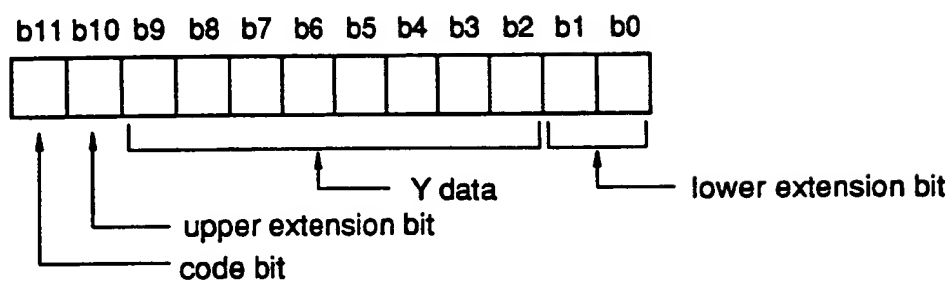 b11 b10 b9 b8 b7 b6 b5 b4 b3 b2 b1 b0
Y data
lower extension bit
upper extension bit
code bit